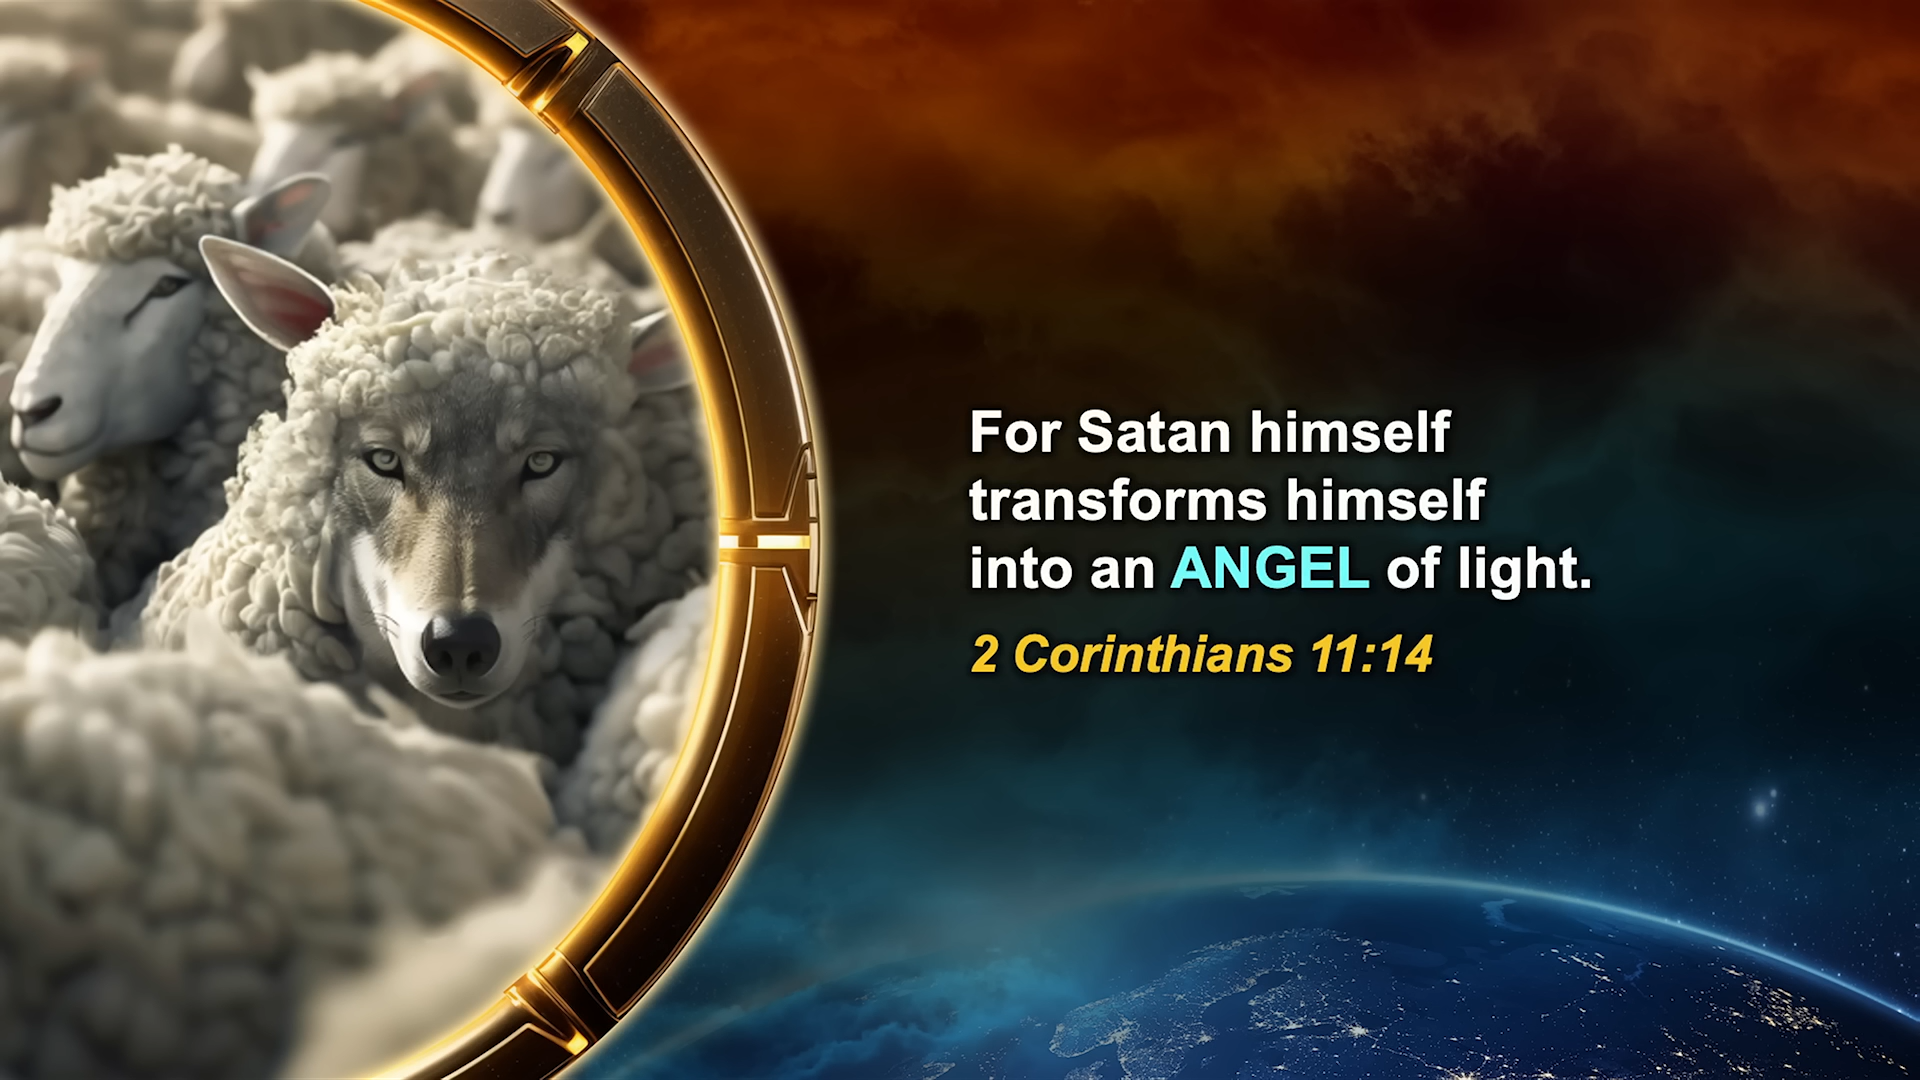 For Satan himself
transforms himself
into an ANGEL of light.
2 Corinthians 11:14